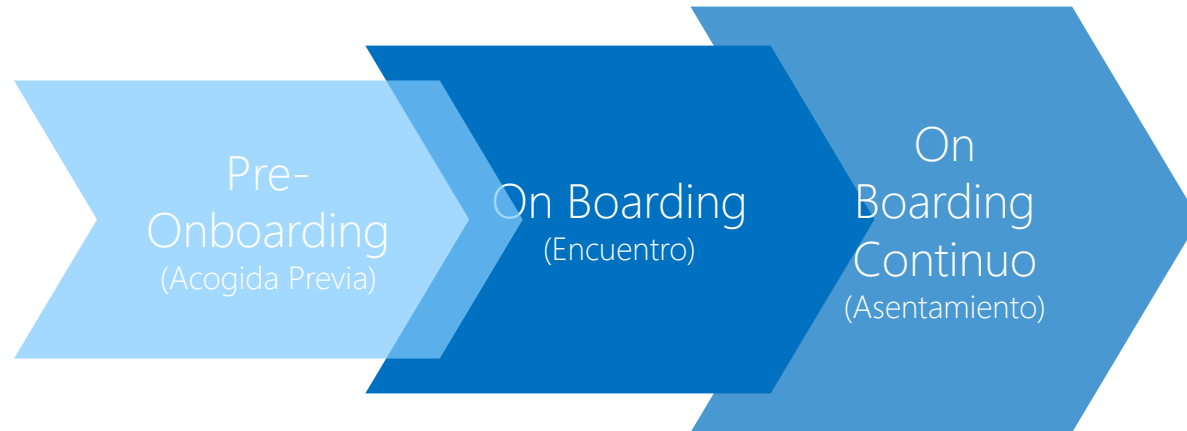 Pre-
Onboarding
(Acogida Previa)
On Boarding
(Encuentro)
On
Boarding
Continuo
(Asentamiento)